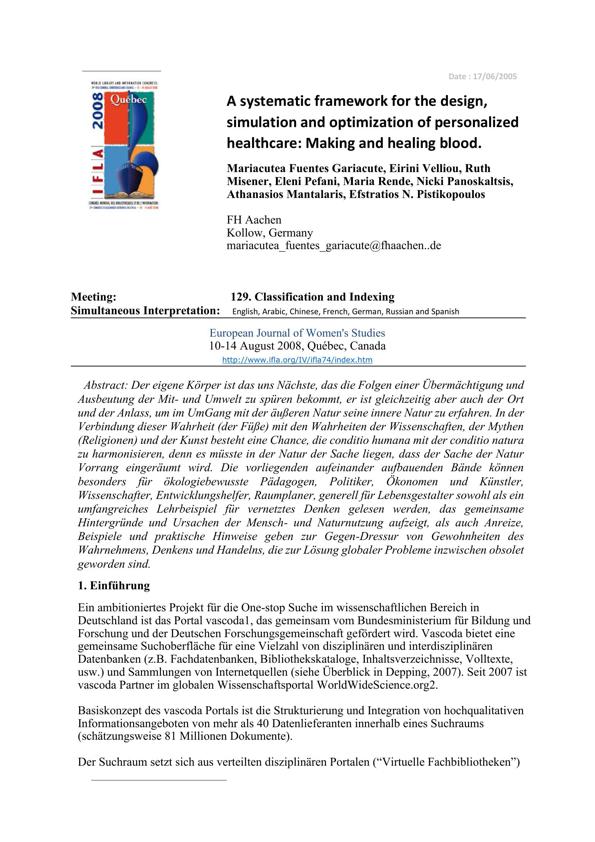 Date : 17/06/2005
WORLD LIBRARY AND INFORMATION CONGRESS:
2008
Québec
IFLA
A systematic framework for the design,
simulation and optimization of personalized
healthcare: Making and healing blood.
Mariacutea Fuentes Gariacute, Eirini Velliou, Ruth
Misener, Eleni Pefani, Maria Rende, Nicki Panoskaltsis,
Athanasios Mantalaris, Efstratios N. Pistikopoulos
FH Aachen
Kollow, Germany
mariacutea_fuentes_gariacute@fhaachen..de
Meeting: 129. Classification and Indexing
Simultaneous Interpretation: English, Arabic, Chinese, French, German, Russian and Spanish
European Journal of Women's Studies
10-14 August 2008, Québec, Canada
http://www.ifla.org/IV/ifla74/index.htm
Abstract: Der eigene Körper ist das uns Nächste, das die Folgen einer Übermächtigung und
Ausbeutung der Mit- und Umwelt zu spüren bekommt, er ist gleichzeitig aber auch der Ort
und der Anlass, um im UmGang mit der äußeren Natur seine innere Natur zu erfahren. In der
Verbindung dieser Wahrheit (der Füße) mit den Wahrheiten der Wissenschaften, der Mythen
(Religionen) und der Kunst besteht eine Chance, die conditio humana mit der conditio natura
zu harmonisieren, denn es müsste in der Natur der Sache liegen, dass der Sache der Natur
Vorrang eingeräumt wird. Die vorliegenden aufeinander aufbauenden Bände können
besonders für ökologiebewusste Pädagogen, Politiker, Ökonomen und Künstler,
Wissenschafter, Entwicklungshelfer, Raumplaner, generell für Lebensgestalter sowohl als ein
umfangreiches Lehrbeispiel für vernetztes Denken gelesen werden, das gemeinsame
Hintergründe und Ursachen der Mensch- und Naturnutzung aufzeigt, als auch Anreize,
Beispiele und praktische Hinweise geben zur Gegen-Dressur von Gewohnheiten des
Wahrnehmens, Denkens und Handelns, die zur Lösung globaler Probleme inzwischen obsolet
geworden sind.
1. Einführung
Ein ambitioniertes Projekt für die One-stop Suche im wissenschaftlichen Bereich in
Deutschland ist das Portal vascoda1, das gemeinsam vom Bundesministerium für Bildung und
Forschung und der Deutschen Forschungsgemeinschaft gefördert wird. Vascoda bietet eine
gemeinsame Suchoberfläche für eine Vielzahl von disziplinären und interdisziplinären
Datenbanken (z.B. Fachdatenbanken, Bibliothekskataloge, Inhaltsverzeichnisse, Volltexte,
usw.) und Sammlungen von Internetquellen (siehe Überblick in Depping, 2007). Seit 2007 ist
vascoda Partner im globalen Wissenschaftsportal WorldWideScience.org2.
Basiskonzept des vascoda Portals ist die Strukturierung und Integration von hochqualitativen
Informationsangeboten von mehr als 40 Datenlieferanten innerhalb eines Suchraums
(schätzungsweise 81 Millionen Dokumente).
Der Suchraum setzt sich aus verteilten disziplinären Portalen (“Virtuelle Fachbibliotheken”)